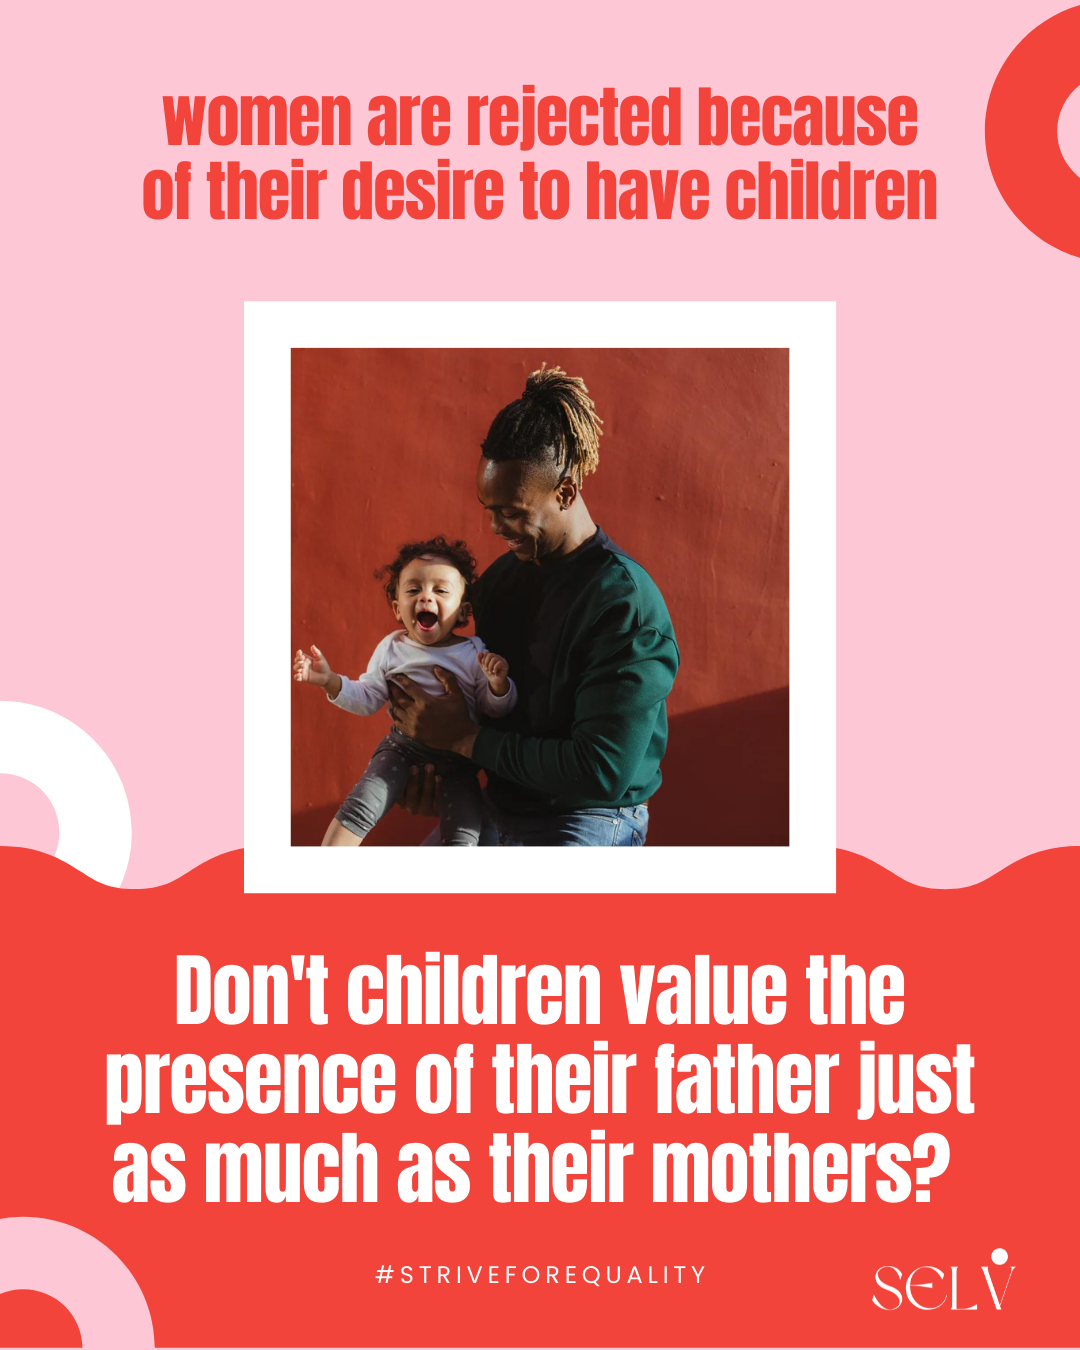 women are rejected because
of their desire to have children
Don't children value the
presence of their father just
as much as their mothers?
#STRIVEFOREQUALITY
SELV